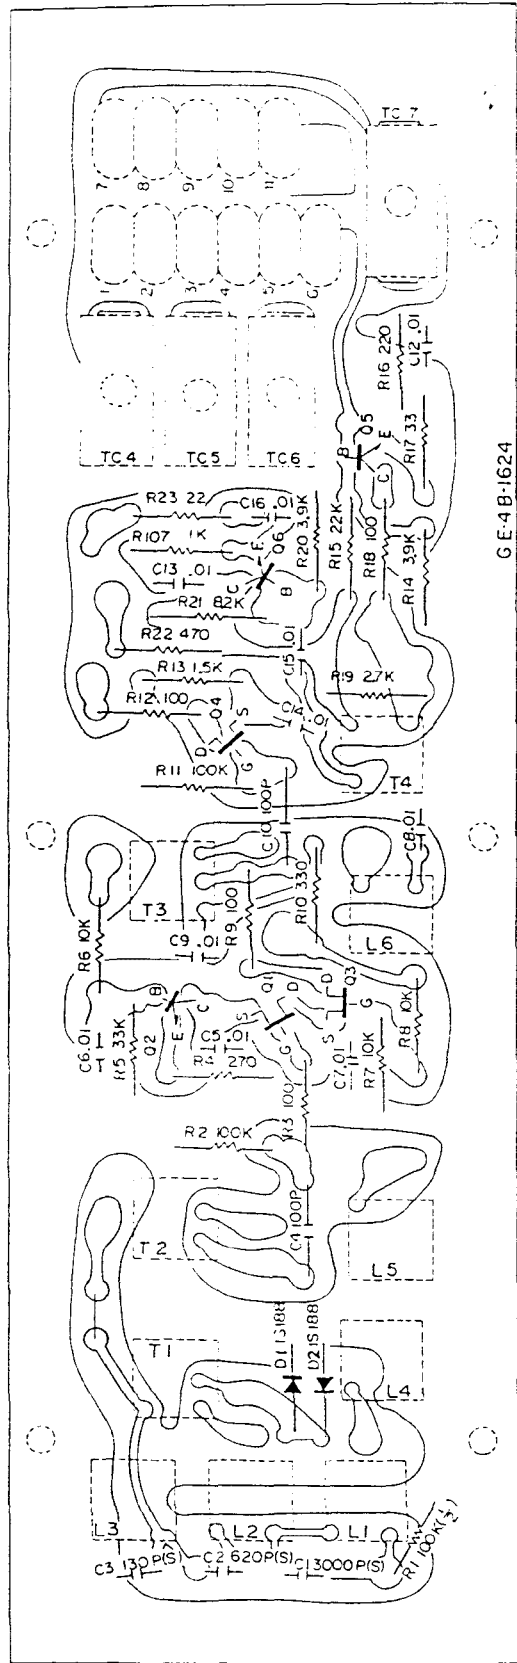 TC 7
7
8
9
10
11
1
2
3
4
5
G
TC4
TC5
TC6
R16 220
C12 .01
Q5
B
E
C
R17 33
R23 22
C16 .01
R107 1K
E
Q6
C13 .01
C
B
R20 3.9K
R15 22K
R18 100
R14 3.9K
R21 82K
R22 470
C15 .01
R13 1.5K
R19 2.7K
R12 100
Q4
S
D
G
C14 .01
R11 100K
C10 100P
T4
GE-4B-1624
T3
C8 .01
R6 10K
R9 100
R10 330
L6
C9 .01
B
Q1
D
D
Q3
C6 .01
R5 33K
Q2
E
C
S
G
S
G
C5 .01
R4 270
C7 .01
R7 10K
R8 10K
R2 100K
R3 100
T2
C4 100P
L5
T1
D1 1S188
D2 1S188
L4
L3
L2
L1
C3 130P(S)
C2 620P(S)
C1 3000P(S)
R1 100K(½)